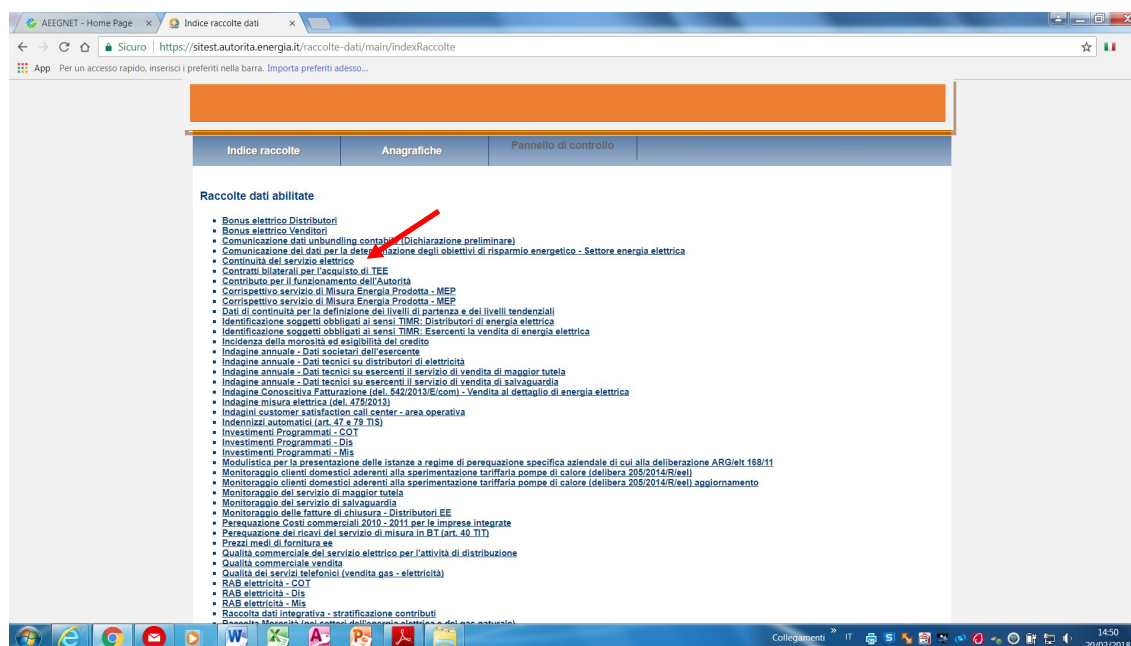 AEEGNET - Home Page
Indice raccolte dati
Sicuro | https://sitest.autorita.energia.it/raccolte-dati/main/indexRaccolte
App Per un accesso rapido, inserisci i preferiti nella barra. Importa preferiti adesso...
Indice raccolte Anagrafiche Pannello di controllo
Raccolte dati abilitate
Bonus elettrico Distributori
Bonus elettrico Venditori
Comunicazione dati unbundling contabile (Dichiarazione preliminare)
Comunicazione dei dati per la determinazione degli obiettivi di risparmio energetico - Settore energia elettrica
Continuità del servizio elettrico
Contratti bilaterali per l'acquisto di TEE
Contributo per il funzionamento dell'Autorità
Corrispettivo servizio di Misura Energia Prodotta - MEP
Corrispettivo servizio di Misura Energia Prodotta - MEP
Dati di continuità per la definizione dei livelli di partenza e dei livelli tendenziali
Identificazione soggetti obbligati ai sensi TIMR: Distributori di energia elettrica
Identificazione soggetti obbligati ai sensi TIMR: Esercenti la vendita di energia elettrica
Incidenza della morosità ed esigibilità del credito
Indagine annuale - Dati societari dell'esercente
Indagine annuale - Dati tecnici su distributori di elettricità
Indagine annuale - Dati tecnici su esercenti il servizio di vendita di maggior tutela
Indagine annuale - Dati tecnici su esercenti il servizio di vendita di salvaguardia
Indagine Conoscitiva Fatturazione (del. 542/2013/E/com) - Vendita al dettaglio di energia elettrica
Indagine misura elettrica (del. 475/2013)
Indagini customer satisfaction call center - area operativa
Indennizzi automatici (art. 47 e 79 TIS)
Investimenti Programmati - COT
Investimenti Programmati - Dis
Investimenti Programmati - Mis
Modulistica per la presentazione delle istanze a regime di perequazione specifica aziendale di cui alla deliberazione ARG/elt 168/11
Monitoraggio clienti domestici aderenti alla sperimentazione tariffaria pompe di calore (delibera 205/2014/R/eel)
Monitoraggio clienti domestici aderenti alla sperimentazione tariffaria pompe di calore (delibera 205/2014/R/eel) aggiornamento
Monitoraggio del servizio di maggior tutela
Monitoraggio del servizio di salvaguardia
Monitoraggio delle fatture di chiusura - Distributori EE
Perequazione Costi commerciali 2010 - 2011 per le imprese integrate
Perequazione dei ricavi del servizio di misura in BT (art. 40 TIT)
Prezzi medi di fornitura ee
Qualità commerciale del servizio elettrico per l'attività di distribuzione
Qualità commerciale vendita
Qualità dei servizi telefonici (vendita gas - elettricità)
RAB elettricità - COT
RAB elettricità - Dis
RAB elettricità - Mis
Raccolta dati integrativa - stratificazione contributi
Raccolta Morosità (nei settori dell'energia elettrica e del gas naturale)
Collegamenti » IT 14:50
20/02/2018